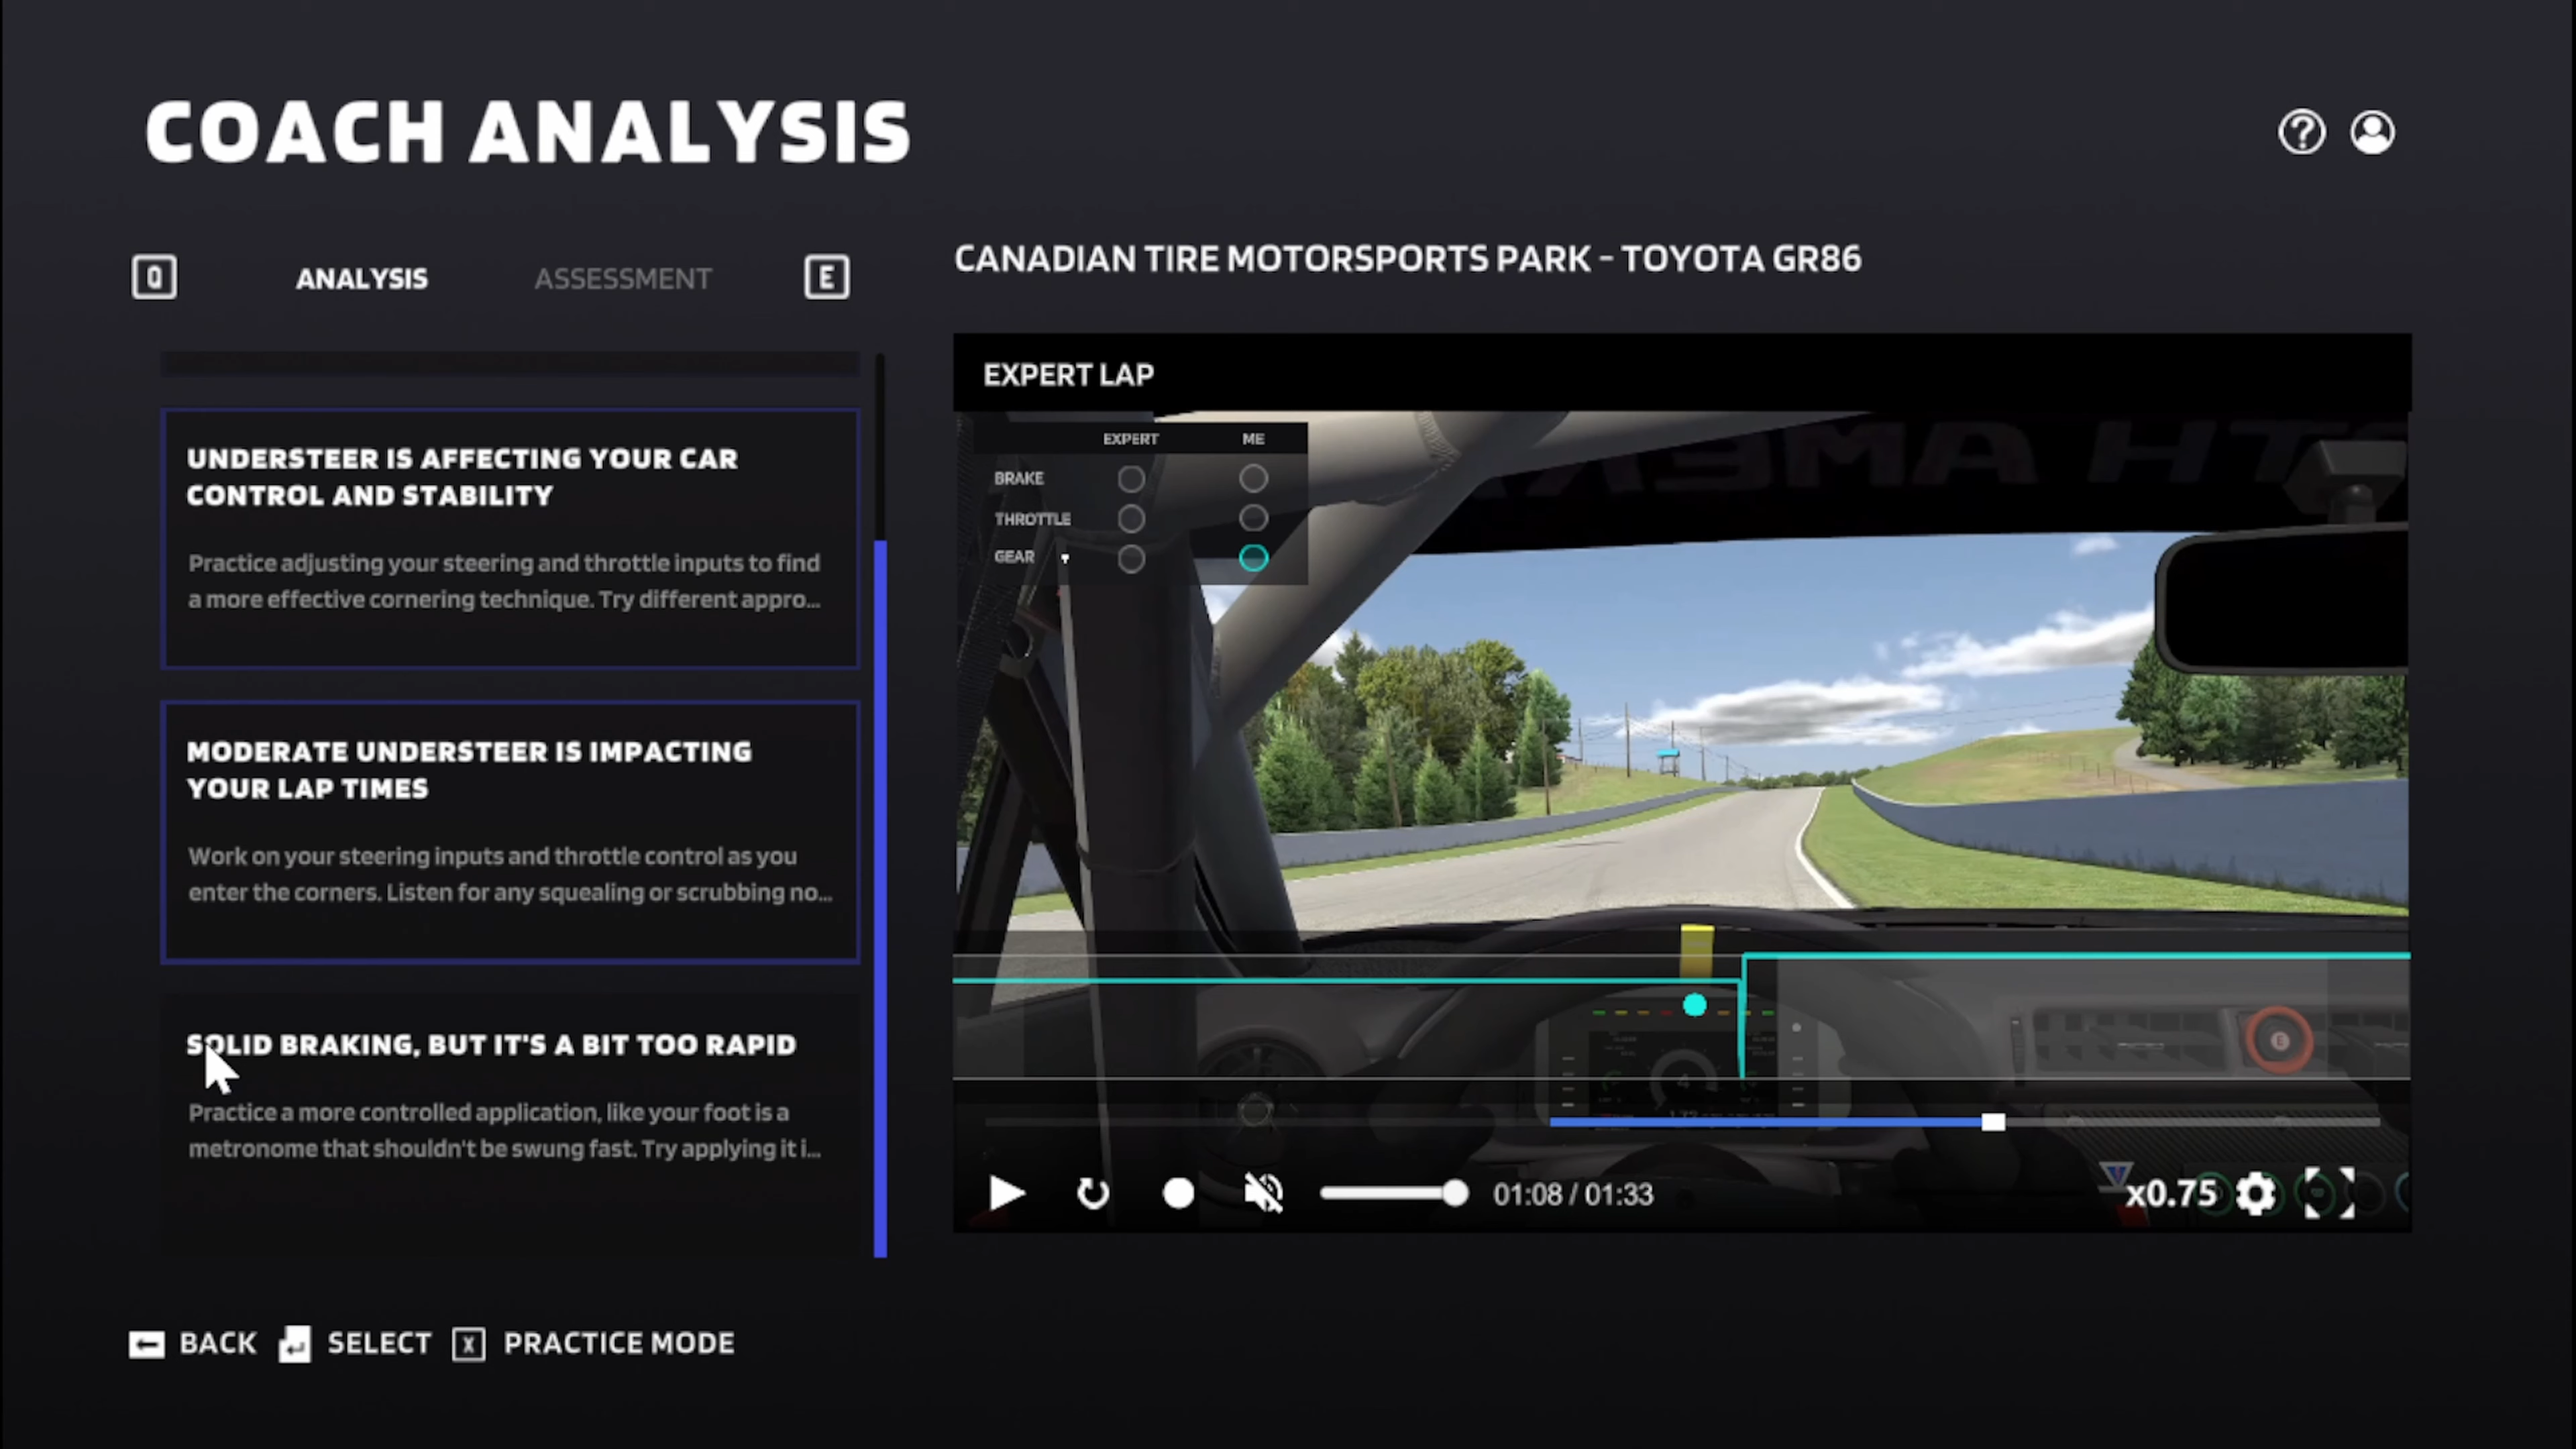 COACH ANALYSIS
Q
ANALYSIS
ASSESSMENT
E
UNDERSTEER IS AFFECTING YOUR CAR
CONTROL AND STABILITY
Practice adjusting your steering and throttle inputs to find
a more effective cornering technique. Try different appro...
MODERATE UNDERSTEER IS IMPACTING
YOUR LAP TIMES
Work on your steering inputs and throttle control as you
enter the corners. Listen for any squealing or scrubbing no...
SOLID BRAKING, BUT IT'S A BIT TOO RAPID
Practice a more controlled application, like your foot is a
metronome that shouldn't be swung fast. Try applying it i...
CANADIAN TIRE MOTORSPORTS PARK - TOYOTA GR86
EXPERT LAP
EXPERT ME
BRAKE
THROTTLE
GEAR
4
E
01:08 / 01:33
x0.75
BACK
SELECT
X
PRACTICE MODE